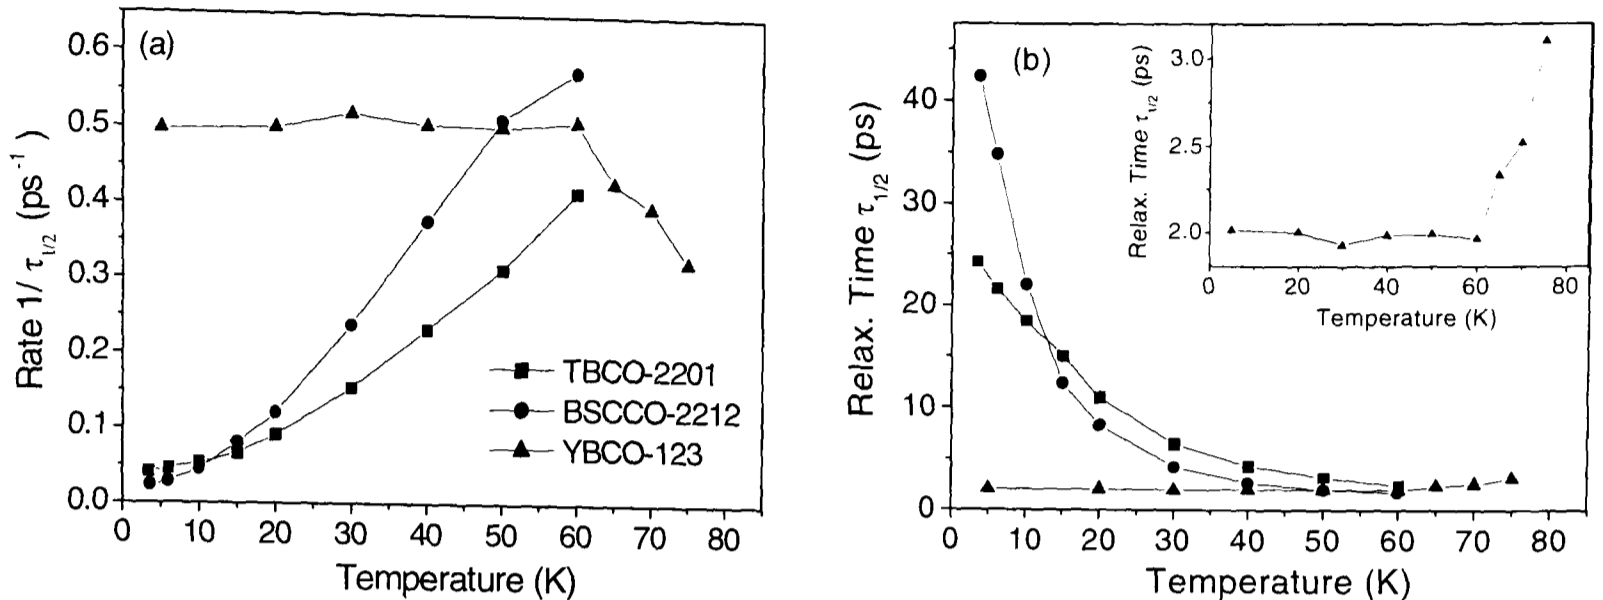 (a)
Rate 1/ τ1/2 (ps-1)
0.6
0.5
0.4
0.3
0.2
0.1
0.0
0 10 20 30 40 50 60 70 80
Temperature (K)
TBCO-2201
BSCCO-2212
YBCO-123
(b)
Relax. Time τ1/2 (ps)
40
30
20
10
0
0 10 20 30 40 50 60 70 80
Temperature (K)
Relax. Time τ1/2 (ps)
3.0
2.5
2.0
0 20 40 60 80
Temperature (K)